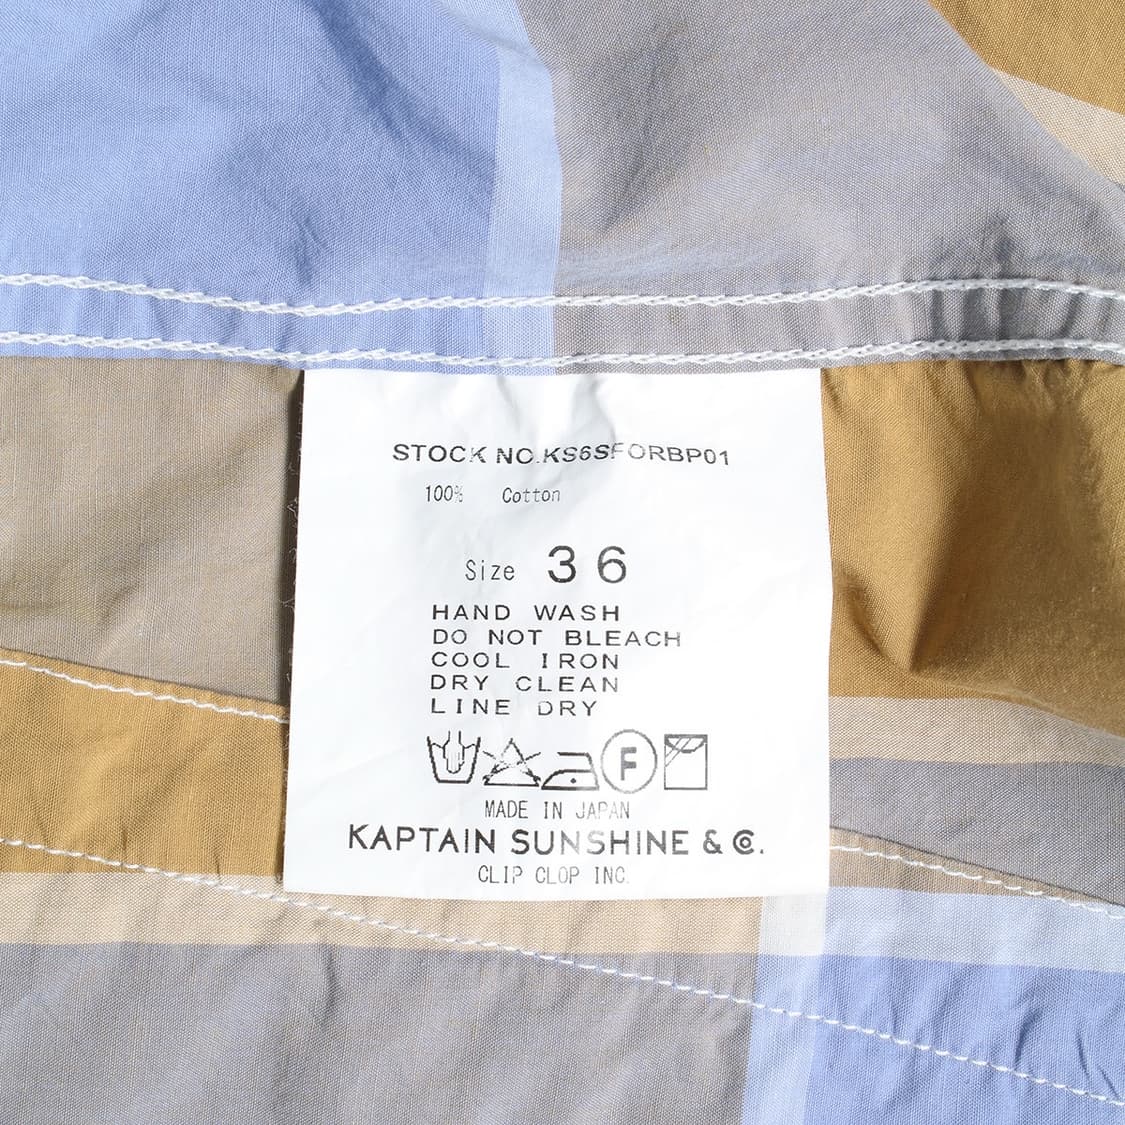 STOCK NO.KS6SFORBP01
100% Cotton
Size 36
HAND WASH
DO NOT BLEACH
COOL IRON
DRY CLEAN
LINE DRY
F
MADE IN JAPAN
KAPTAIN SUNSHINE & Co.
CLIP CLOP INC.